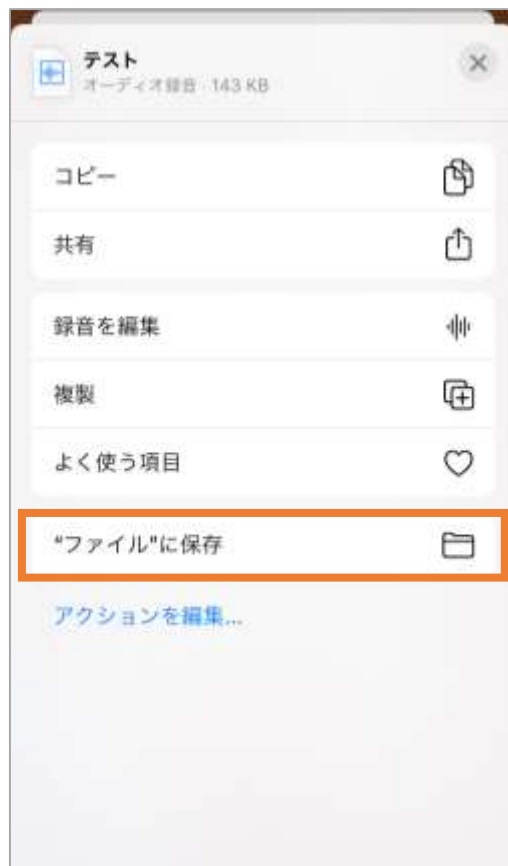 テスト
オーディオ録音・143 KB
コピー
共有
録音を編集
複製
よく使う項目
"ファイル"に保存
アクションを編集...